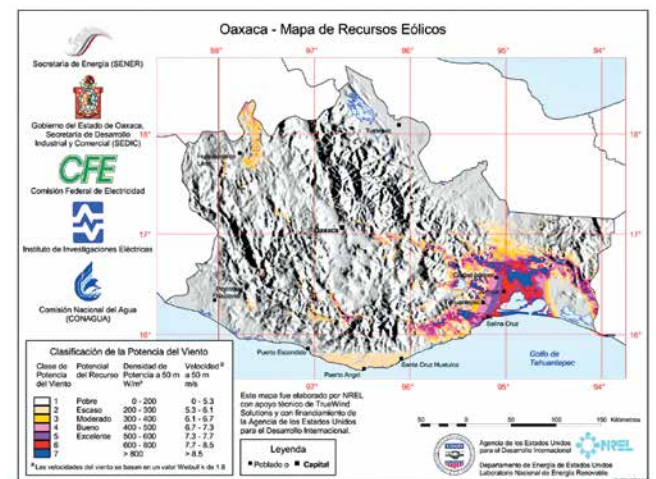 Oaxaca - Mapa de Recursos Eólicos
98°
97°
96°
95°
94°
Secretaría de Energía (SENER)
Gobierno del Estado de Oaxaca,
Secretaría de Desarrollo
Industrial y Comercial (SEDIC)
CFE
Comisión Federal de Electricidad
Instituto de Investigaciones Eléctricas
Comisión Nacional del Agua
(CONAGUA)
18°
17°
16°
Tuxtepec
Oaxaca
Salina Cruz
Puerto Escondido
Santa Cruz Huatulco
Puerto Angel
Golfo de
Tehuantepec
Clasificación de la Potencia del Viento
Clase de Potencia del Viento
Potencial del Recurso
Densidad de Potencia a 50 m W/m²
Velocidad ª a 50 m m/s
1 Pobre 0 - 200 0 - 5.3
2 Escaso 200 - 300 5.3 - 6.1
3 Moderado 300 - 400 6.1 - 6.7
4 Bueno 400 - 500 6.7 - 7.3
5 Excelente 500 - 600 7.3 - 7.7
6 600 - 800 7.7 - 8.5
7 > 800 > 8.5
ª Las velocidades del viento se basan en un valor Weibull k de 1.8
Este mapa fue elaborado por NREL
con apoyo técnico de TrueWind
Solutions y con financiamiento de
la Agencia de los Estados Unidos
para el Desarrollo Internacional.
Leyenda
Poblado o Capital
50 0 50 100 150 Kilómetros
Agencia de los Estados Unidos
para el Desarrollo Internacional
NREL
Departamento de Energía de Estados Unidos
Laboratorio Nacional de Energía Renovable